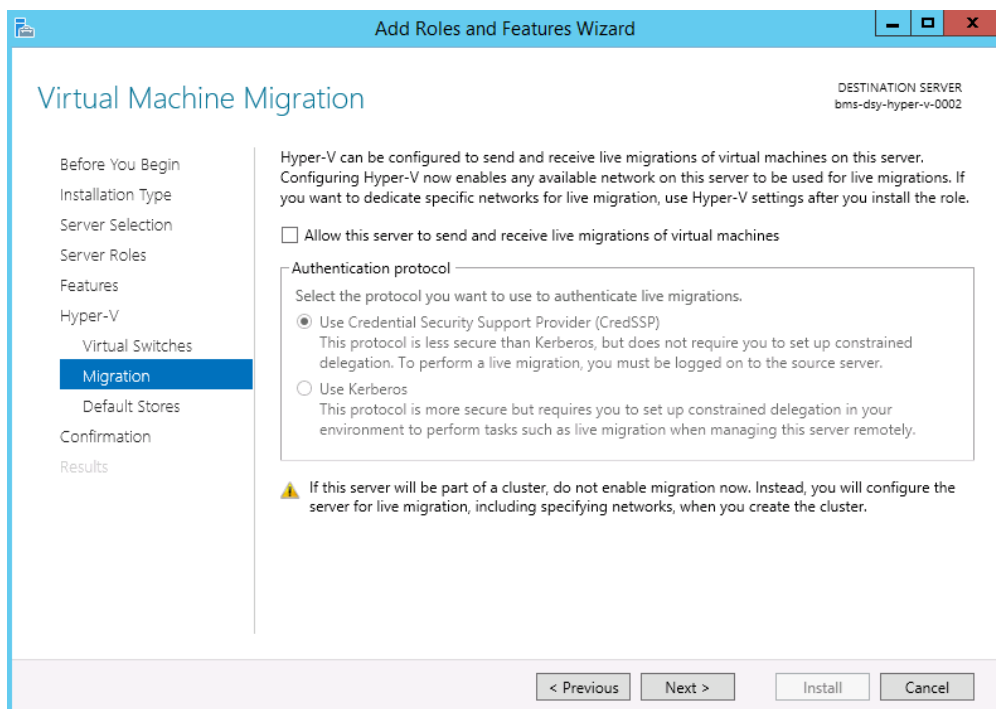 Add Roles and Features Wizard
Virtual Machine Migration
DESTINATION SERVER
bms-dsy-hyper-v-0002
Before You Begin
Installation Type
Server Selection
Server Roles
Features
Hyper-V
Virtual Switches
Migration
Default Stores
Confirmation
Results
Hyper-V can be configured to send and receive live migrations of virtual machines on this server.
Configuring Hyper-V now enables any available network on this server to be used for live migrations. If
you want to dedicate specific networks for live migration, use Hyper-V settings after you install the role.
Allow this server to send and receive live migrations of virtual machines
Authentication protocol
Select the protocol you want to use to authenticate live migrations.
Use Credential Security Support Provider (CredSSP)
This protocol is less secure than Kerberos, but does not require you to set up constrained
delegation. To perform a live migration, you must be logged on to the source server.
Use Kerberos
This protocol is more secure but requires you to set up constrained delegation in your
environment to perform tasks such as live migration when managing this server remotely.
If this server will be part of a cluster, do not enable migration now. Instead, you will configure the
server for live migration, including specifying networks, when you create the cluster.
< Previous
Next >
Install
Cancel